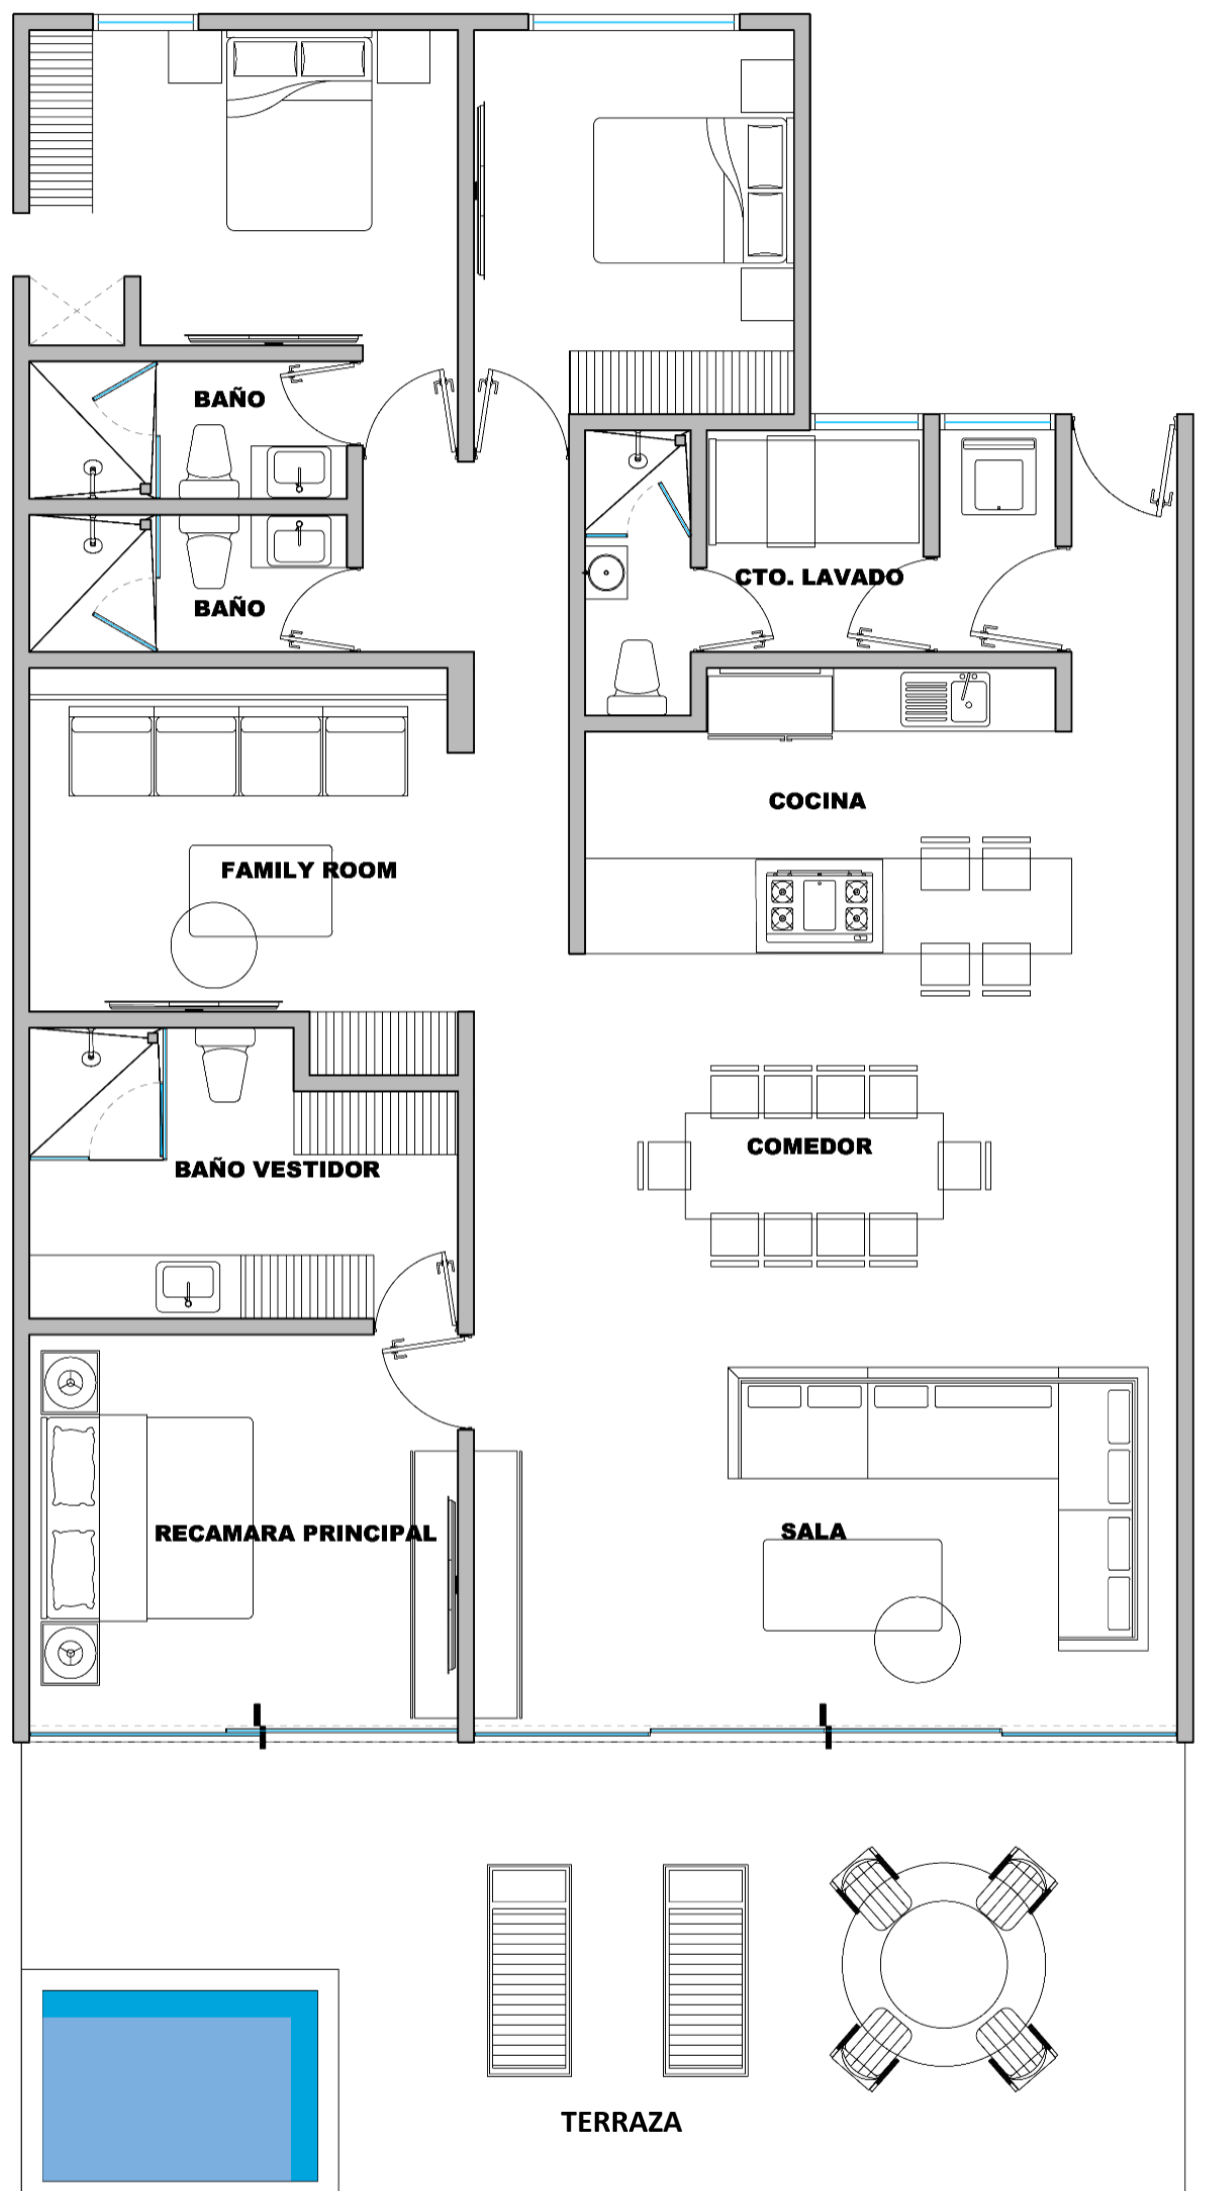 BAÑO
CTO. LAVADO
BAÑO
COCINA
FAMILY ROOM
COMEDOR
BAÑO VESTIDOR
RECAMARA PRINCIPAL
SALA
TERRAZA